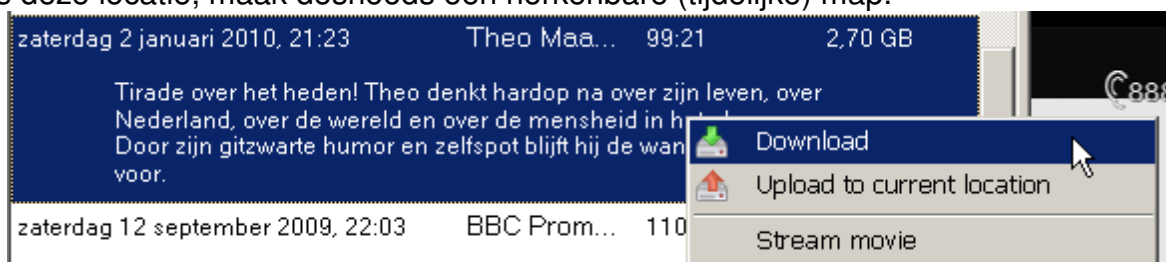 s deze locatie, maak desnoods een herkenbare (tijdelijke) map.
zaterdag 2 januari 2010, 21:23 Theo Maa... 99:21 2,70 GB
Tirade over het heden! Theo denkt hardop na over zijn leven, over
Nederland, over de wereld en over de mensheid in
Door zijn gitzwarte humor en zelfspot blijft hij de
voor.
Download
Upload to current location
zaterdag 12 september 2009, 22:03 BBC Prom... 110
Stream movie
888